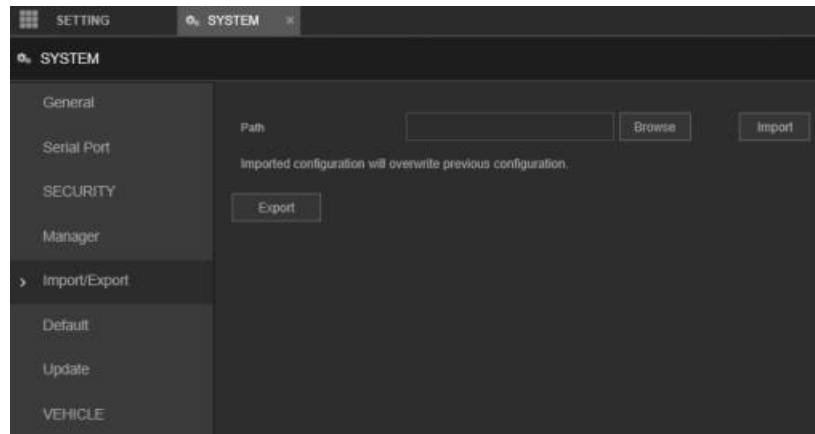 SETTING
SYSTEM ×
SYSTEM
General
Serial Port
SECURITY
Manager
Import/Export
Default
Update
VEHICLE
Path
Browse
Import
Imported configuration will overwrite previous configuration.
Export